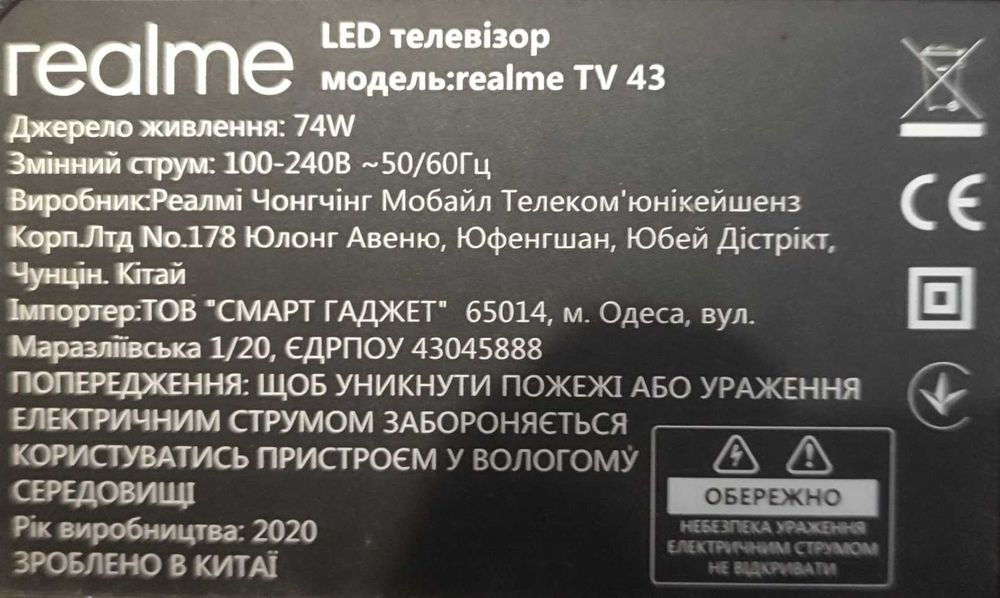 realme
LED телевізор
модель:realme TV 43
Джерело живлення: 74W
Змінний струм: 100-240В ~50/60Гц
Виробник:Реалмі Чонгчінг Мобайл Телеком'юнікейшенз
Корп.Лтд No.178 Юлонг Авеню, Юфенгшан, Юбей Дістрікт,
Чунцін. Кітай
Імпортер:ТОВ "СМАРТ ГАДЖЕТ" 65014, м. Одеса, вул.
Маразліївська 1/20, ЄДРПОУ 43045888
ПОПЕРЕДЖЕННЯ: ЩОБ УНИКНУТИ ПОЖЕЖІ АБО УРАЖЕННЯ
ЕЛЕКТРИЧНИМ СТРУМОМ ЗАБОРОНЯЄТЬСЯ
КОРИСТУВАТИСЬ ПРИСТРОЄМ У ВОЛОГОМУ
СЕРЕДОВИЩІ
Рік виробництва: 2020
ЗРОБЛЕНО В КИТАЇ
CE
ОБЕРЕЖНО
НЕБЕЗПЕКА УРАЖЕННЯ
ЕЛЕКТРИЧНИМ СТРУМОМ
НЕ ВІДКРИВАТИ